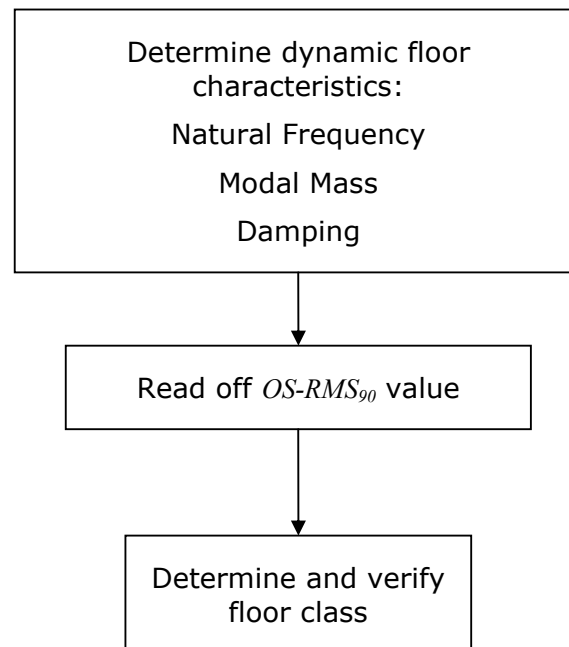 Determine dynamic floor
characteristics:
Natural Frequency
Modal Mass
Damping
Read off OS-RMS₉₀ value
Determine and verify
floor class